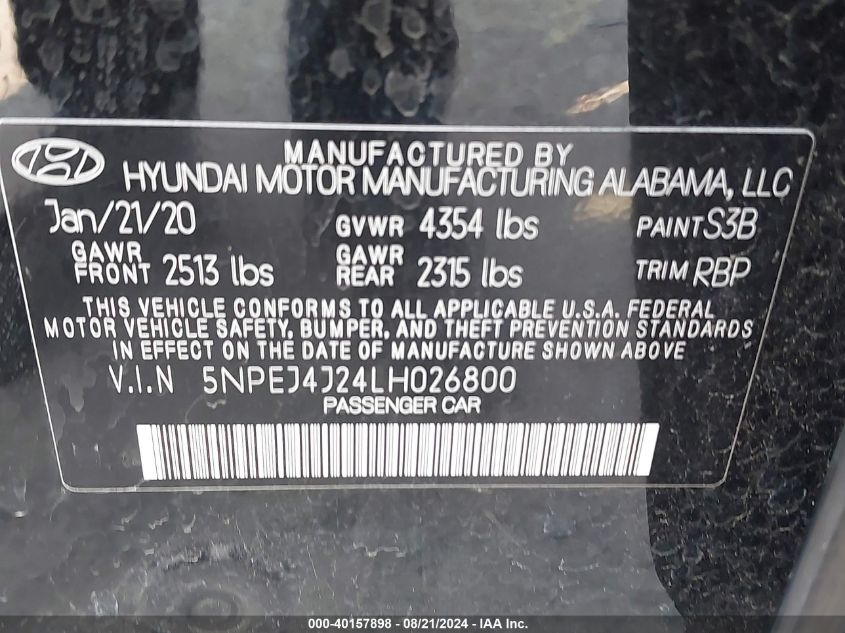 MANUFACTURED BY
HYUNDAI MOTOR MANUFACTURING ALABAMA, LLC
Jan/21/20 GVWR 4354 lbs PAINT S3B
GAWR FRONT 2513 lbs GAWR REAR 2315 lbs TRIM RBP
THIS VEHICLE CONFORMS TO ALL APPLICABLE U.S.A. FEDERAL
MOTOR VEHICLE SAFETY, BUMPER, AND THEFT PREVENTION STANDARDS
IN EFFECT ON THE DATE OF MANUFACTURE SHOWN ABOVE
V.I.N 5NPEJ4J24LH026800
PASSENGER CAR
000-40157898 - 08/21/2024 - IAA Inc.